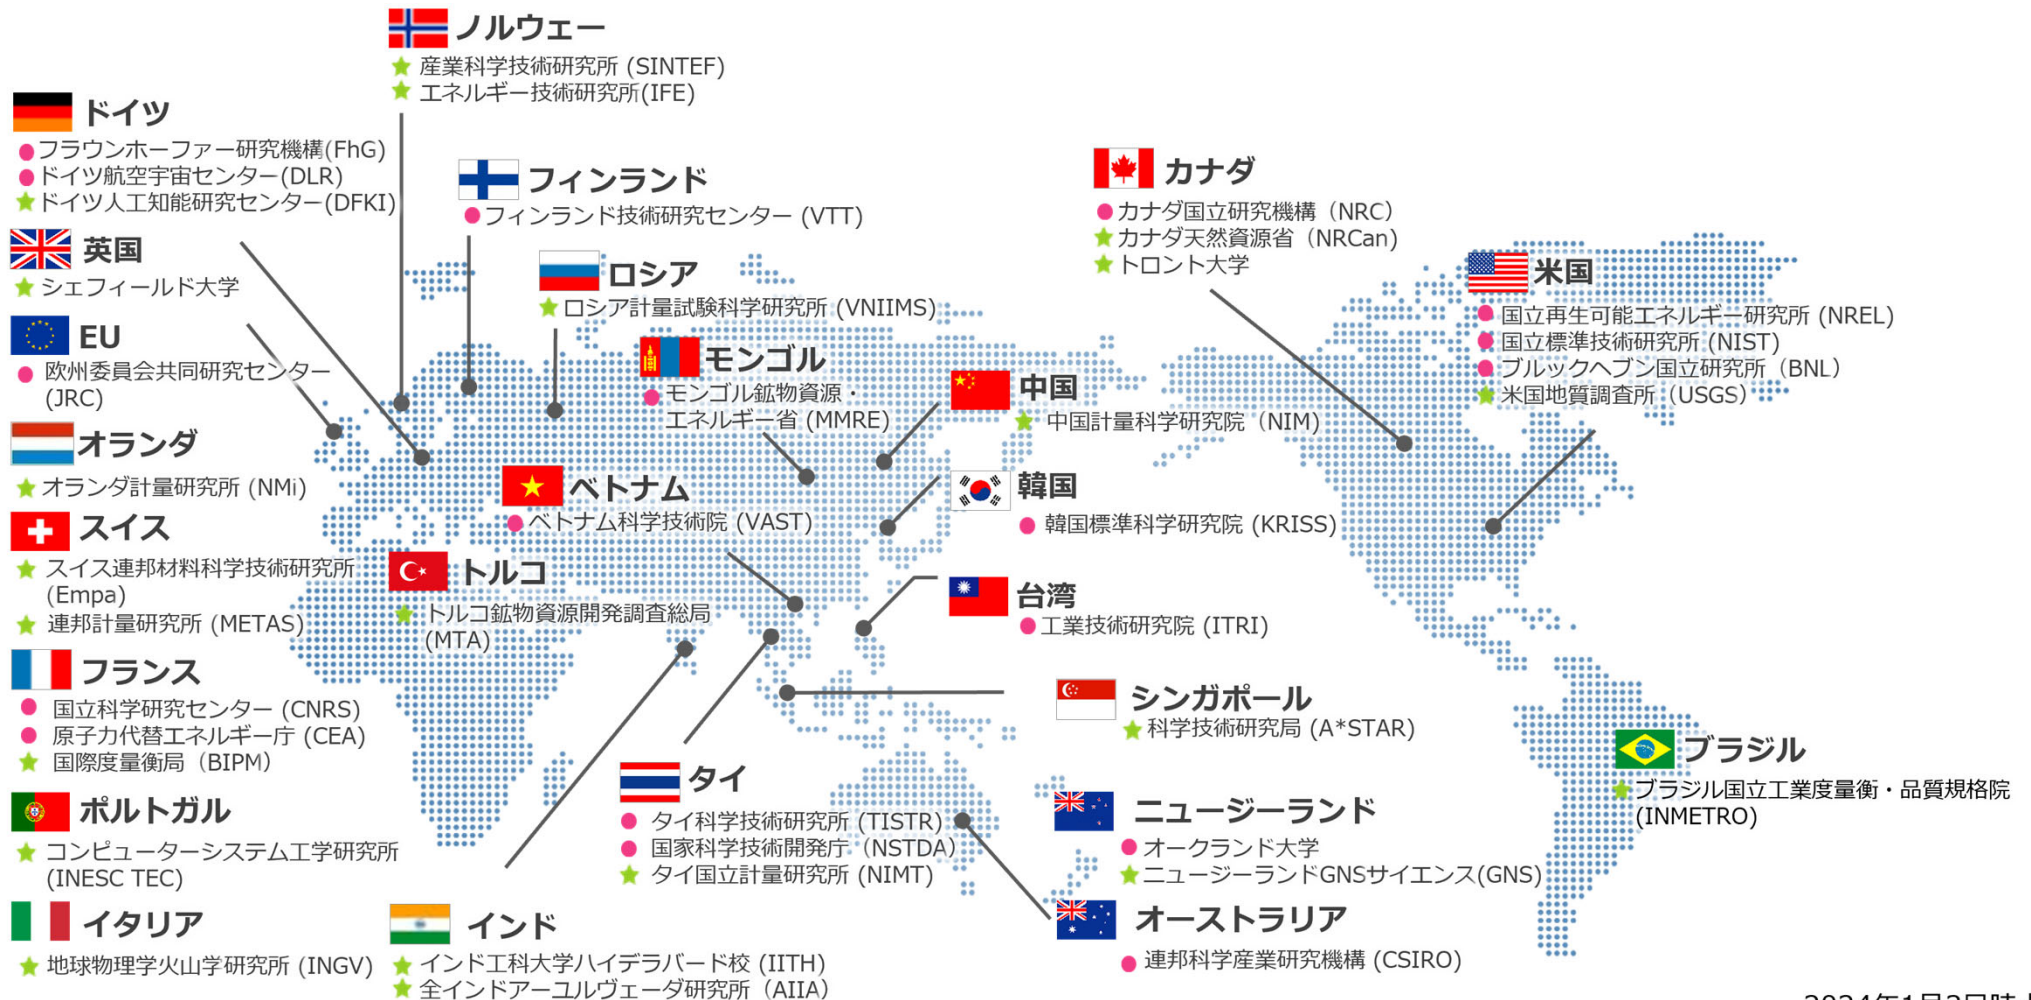 ノルウェー
産業科学技術研究所 (SINTEF)
エネルギー技術研究所(IFE)
ドイツ
フラウンホーファー研究機構(FhG)
ドイツ航空宇宙センター(DLR)
ドイツ人工知能研究センター(DFKI)
フィンランド
フィンランド技術研究センター (VTT)
英国
シェフィールド大学
ロシア
ロシア計量試験科学研究所 (VNIIMS)
EU
欧州委員会共同研究センター
(JRC)
モンゴル
モンゴル鉱物資源・
エネルギー省 (MMRE)
オランダ
オランダ計量研究所 (NMi)
スイス
スイス連邦材料科学技術研究所
(Empa)
連邦計量研究所 (METAS)
ベトナム
ベトナム科学技術院 (VAST)
トルコ
トルコ鉱物資源開発調査総局
(MTA)
フランス
国立科学研究センター (CNRS)
原子力代替エネルギー庁 (CEA)
国際度量衡局（BIPM）
ポルトガル
コンピューターシステム工学研究所
(INESC TEC)
イタリア
地球物理学火山学研究所 (INGV)
インド
インド工科大学ハイデラバード校 (IITH)
全インドアーユルヴェーダ研究所（AIIA）
タイ
タイ科学技術研究所 (TISTR)
国家科学技術開発庁（NSTDA）
タイ国立計量研究所 (NIMT)
中国
中国計量科学研究院（NIM）
韓国
韓国標準科学研究院 (KRISS)
台湾
工業技術研究院 (ITRI)
シンガポール
科学技術研究局 (A*STAR)
ニュージーランド
オークランド大学
ニュージーランドGNSサイエンス(GNS)
オーストラリア
連邦科学産業研究機構 (CSIRO)
カナダ
カナダ国立研究機構（NRC）
カナダ天然資源省（NRCan）
トロント大学
米国
国立再生可能エネルギー研究所 (NREL)
国立標準技術研究所 (NIST)
ブルックヘブン国立研究所（BNL）
米国地質調査所（USGS）
ブラジル
ブラジル国立工業度量衡・品質規格院
(INMETRO)